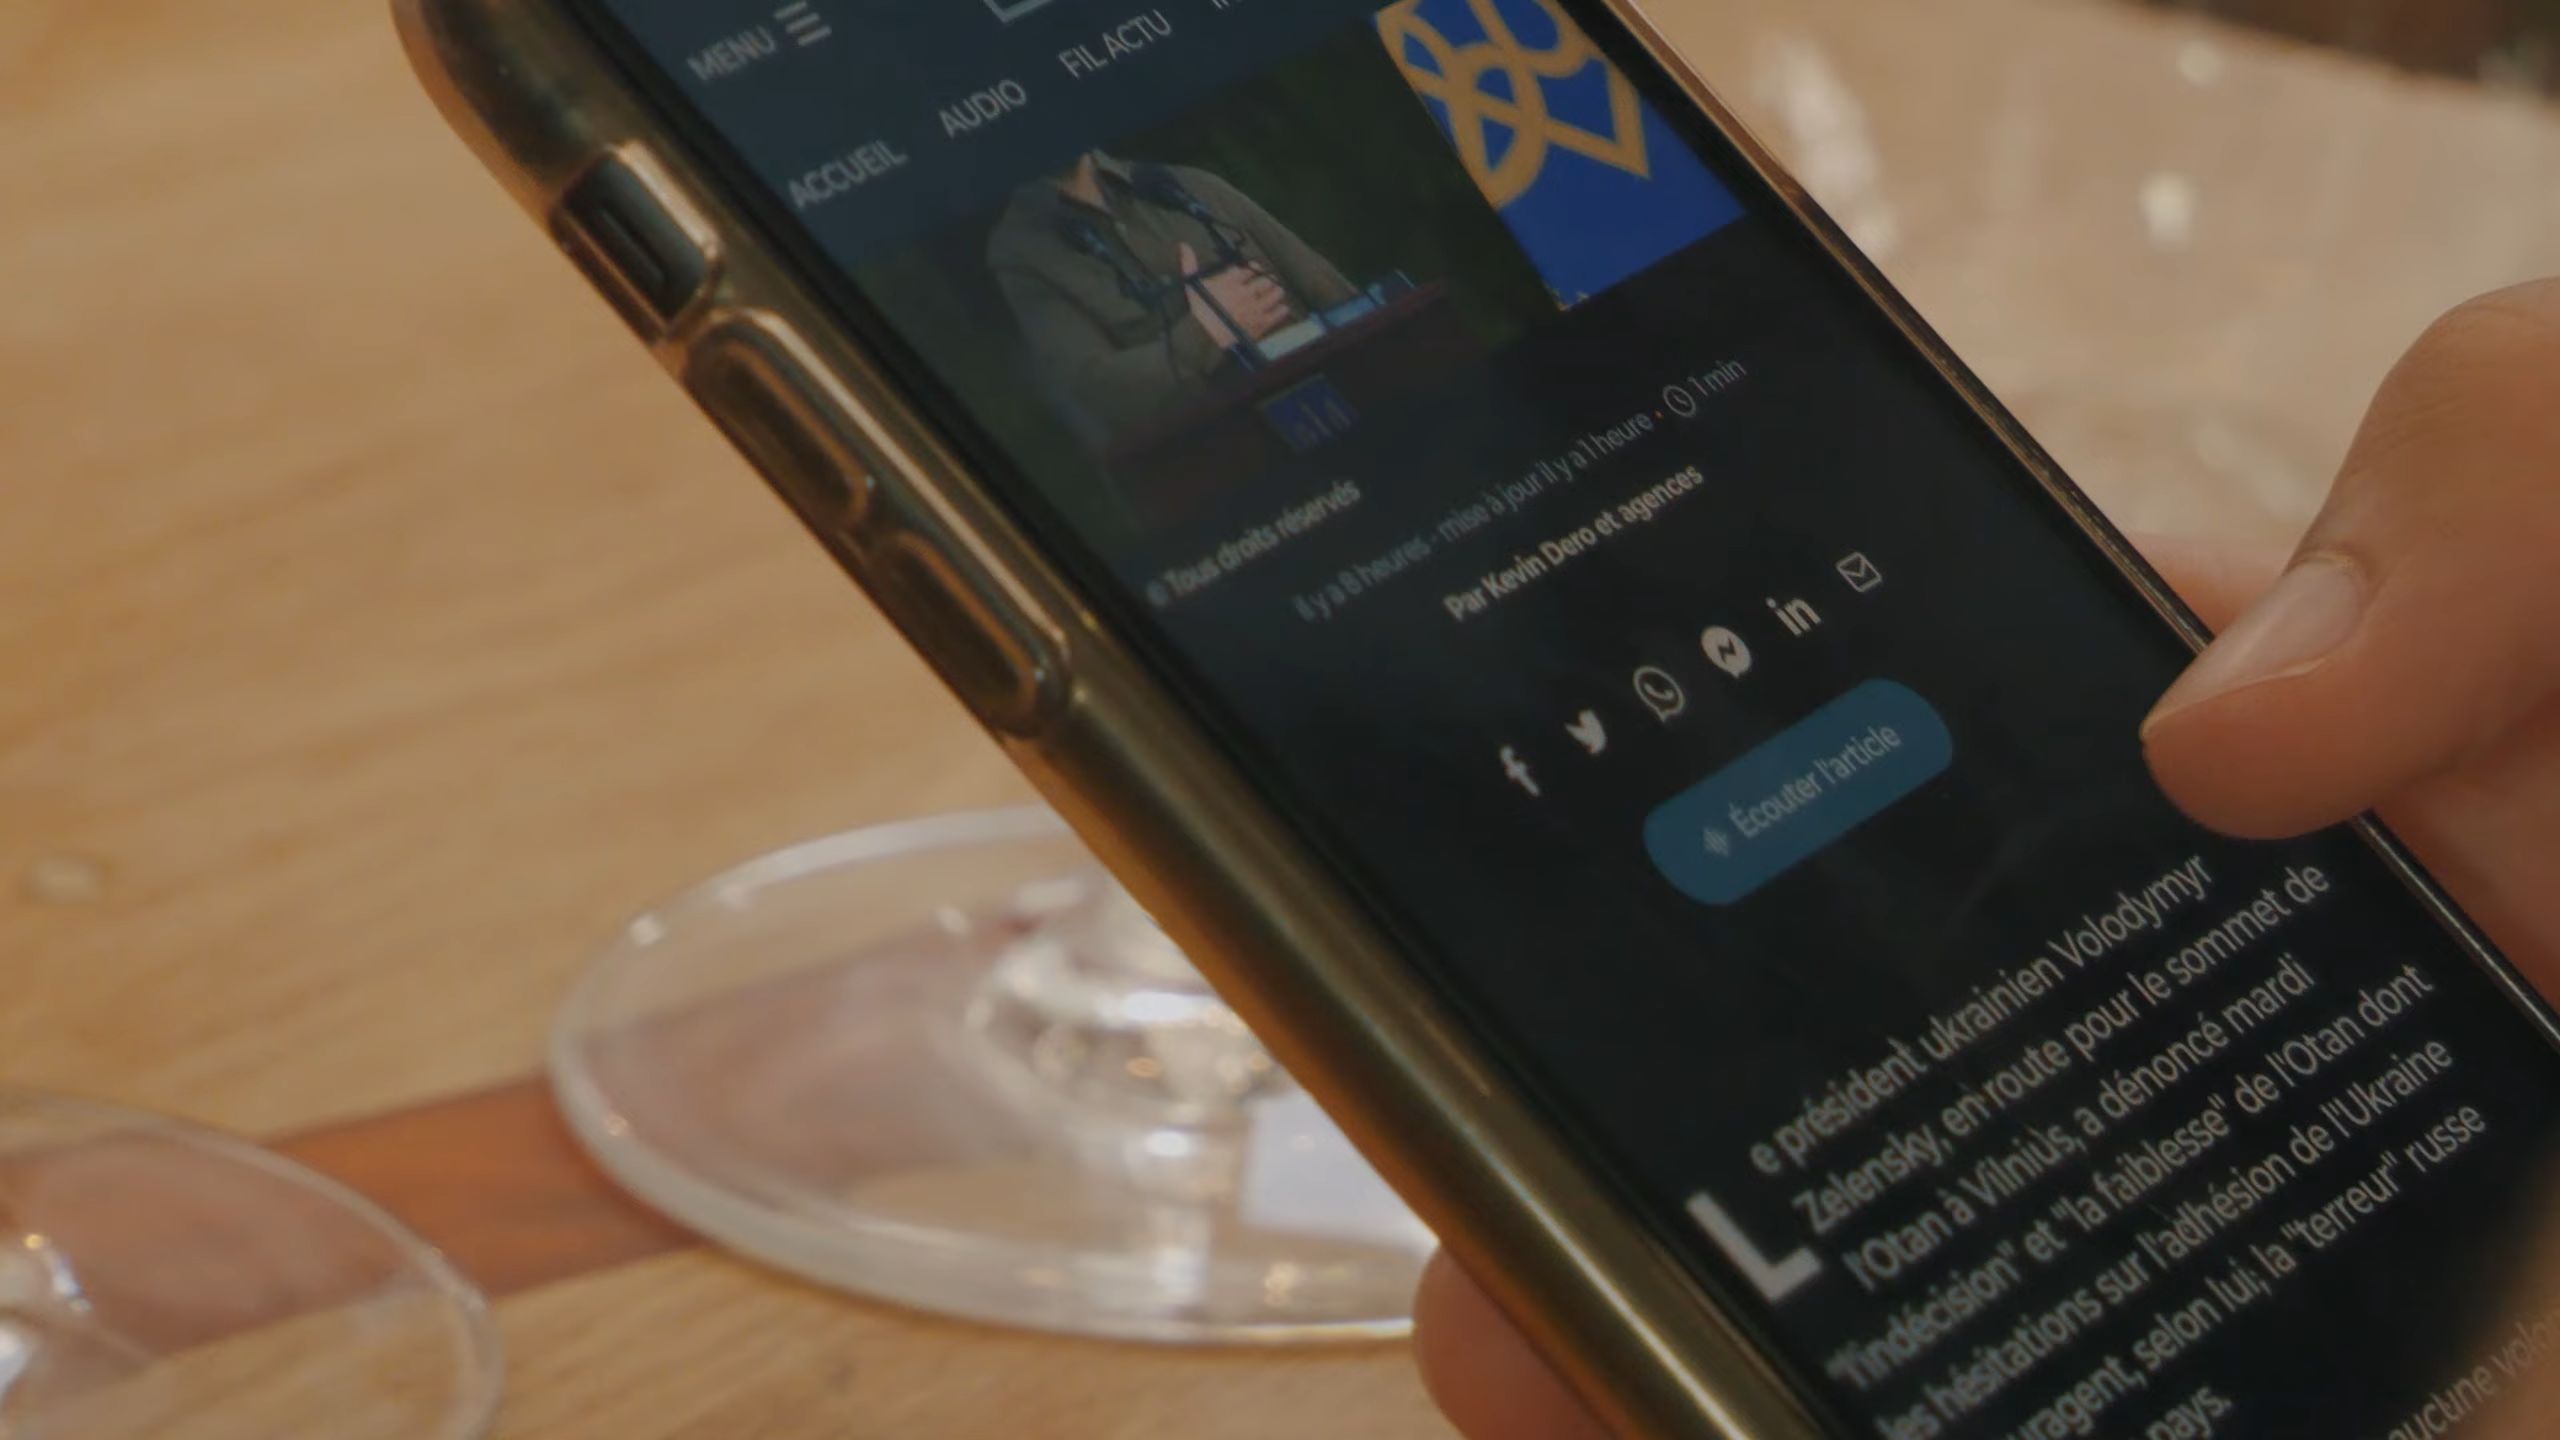 MENU
ACCUEIL AUDIO FIL ACTU
© Tous droits réservés
il y a 8 heures - mise à jour il y a 1 heure · 1 min
Par Kevin Dero et agences
Écouter l'article
Le président ukrainien Volodymyr
Zelensky, en route pour le sommet de
l'Otan à Vilnius, a dénoncé mardi
"l'indécision" et "la faiblesse" de l'Otan dont
les hésitations sur l'adhésion de l'Ukraine
uragent, selon lui, la "terreur" russe
pays.
aucune